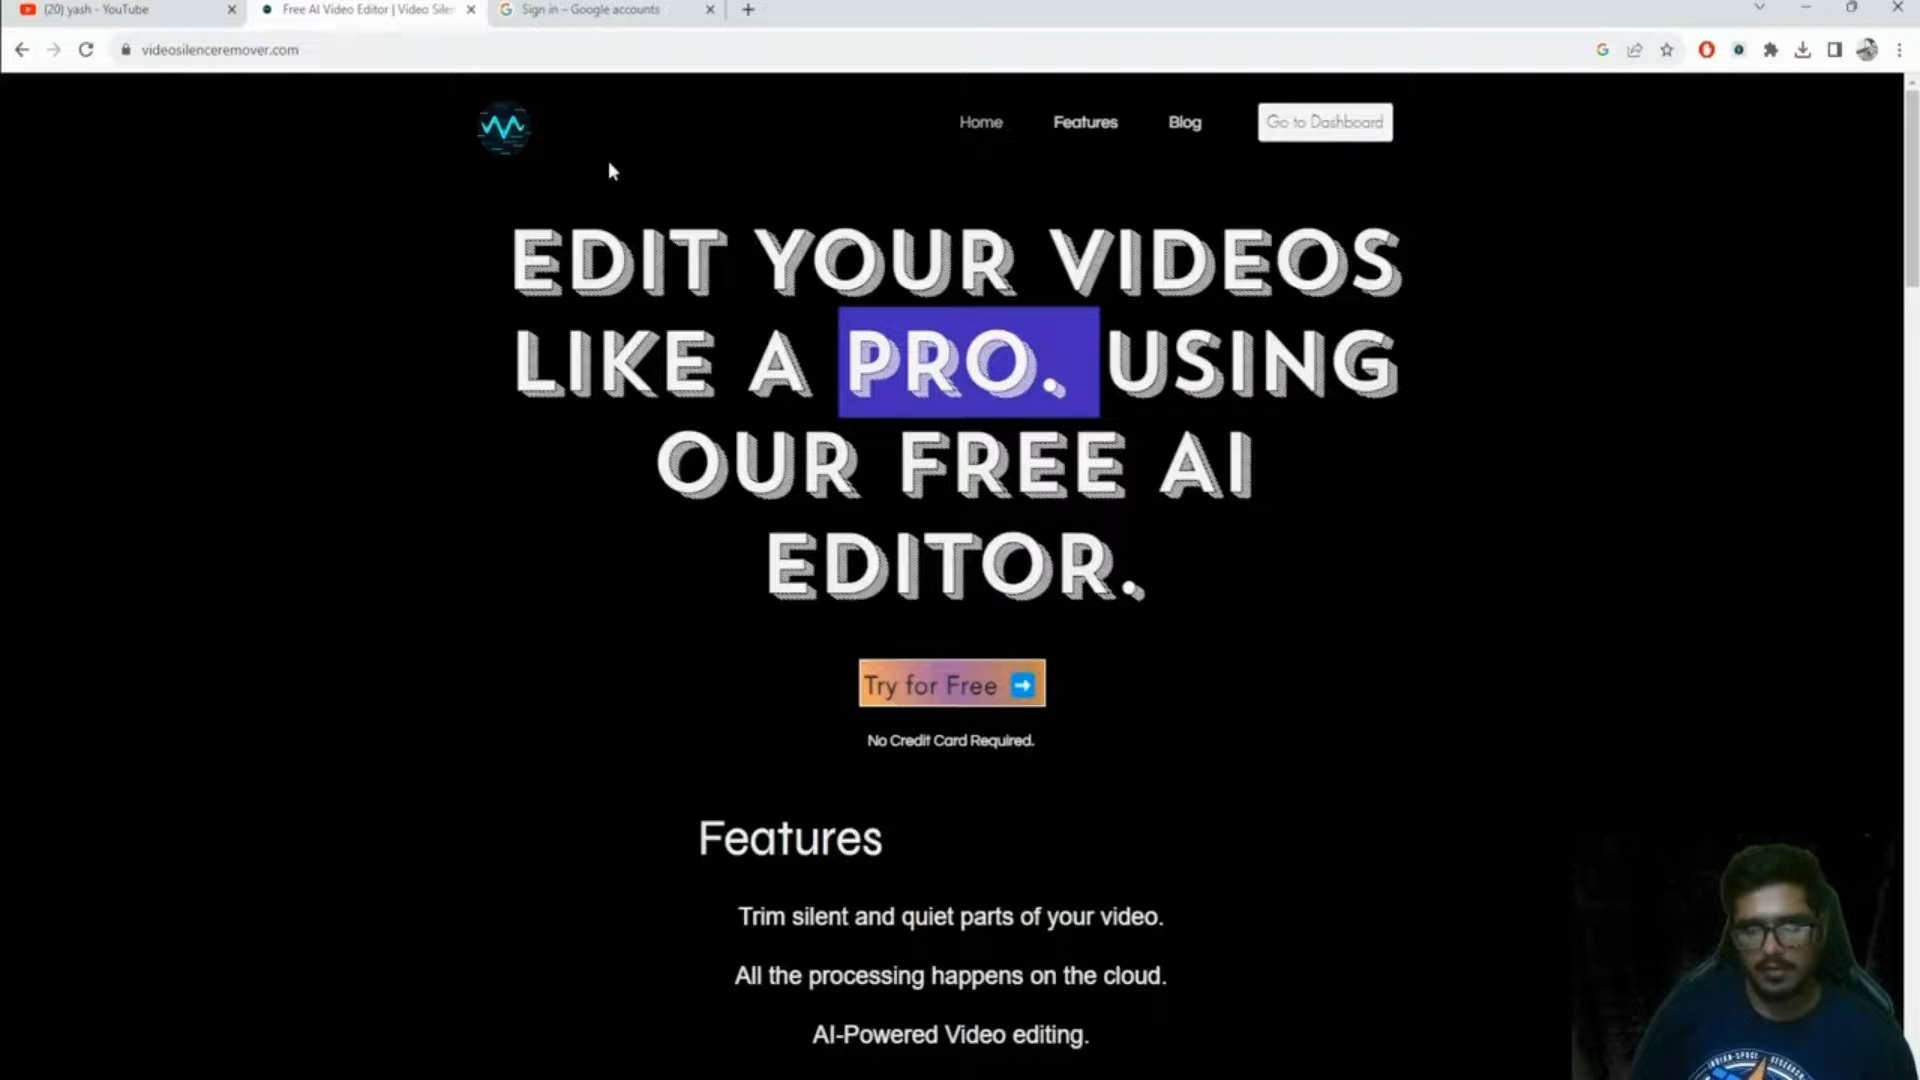 (20) yash - YouTube
Free AI Video Editor | Video Sile
Sign in – Google accounts
videosilenceremover.com
Home
Features
Blog
Go to Dashboard
EDIT YOUR VIDEOS
LIKE A PRO. USING
OUR FREE AI
EDITOR.
Try for Free
No Credit Card Required.
Features
Trim silent and quiet parts of your video.
All the processing happens on the cloud.
AI-Powered Video editing.
INDIAN SPACE RESEARCH